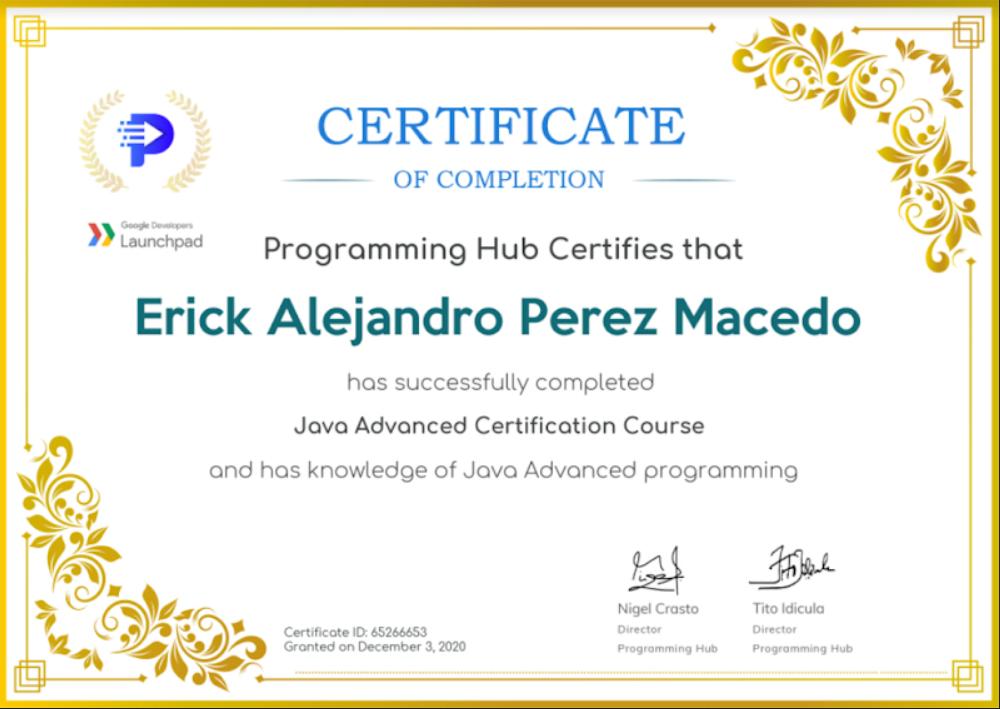 CERTIFICATE
OF COMPLETION
Google Developers
Launchpad
Programming Hub Certifies that
Erick Alejandro Perez Macedo
has successfully completed
Java Advanced Certification Course
and has knowledge of Java Advanced programming
Nigel Crasto
Director
Programming Hub
Tito Idicula
Director
Programming Hub
Certificate ID: 65266653
Granted on December 3, 2020